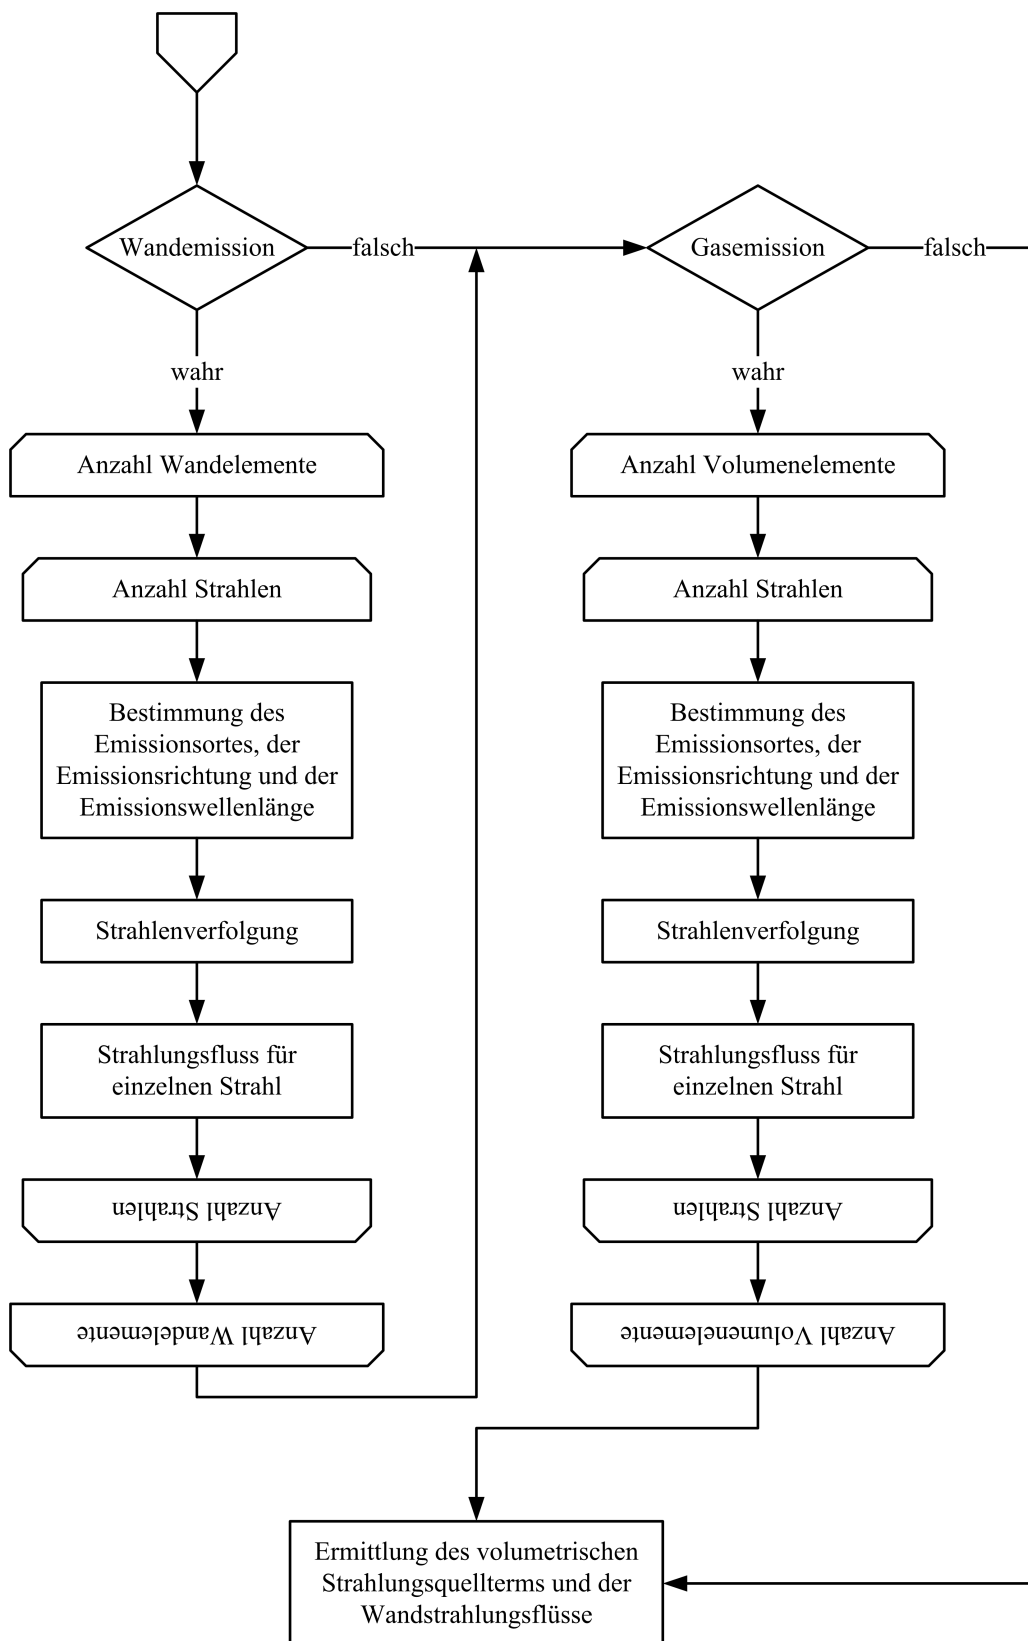 Wandemission
falsch
wahr
Anzahl Wandelemente
Anzahl Strahlen
Bestimmung des
Emissionsortes, der
Emissionsrichtung und der
Emissionswellenlänge
Strahlenverfolgung
Strahlungsfluss für
einzelnen Strahl
Anzahl Strahlen
Anzahl Wandelemente
Gasemission
falsch
wahr
Anzahl Volumenelemente
Anzahl Strahlen
Bestimmung des
Emissionsortes, der
Emissionsrichtung und der
Emissionswellenlänge
Strahlenverfolgung
Strahlungsfluss für
einzelnen Strahl
Anzahl Strahlen
Anzahl Volumenelemente
Ermittlung des volumetrischen
Strahlungsquellterms und der
Wandstrahlungsflüsse